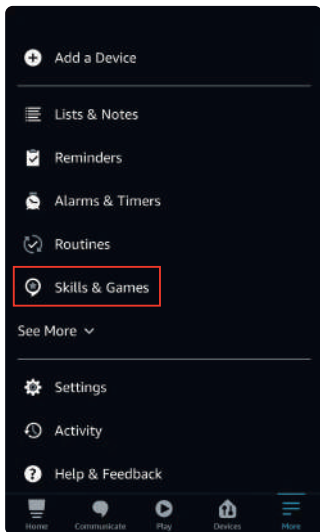 Add a Device
Lists & Notes
Reminders
Alarms & Timers
Routines
Skills & Games
See More
Settings
Activity
Help & Feedback
Home Communicate Play Devices More